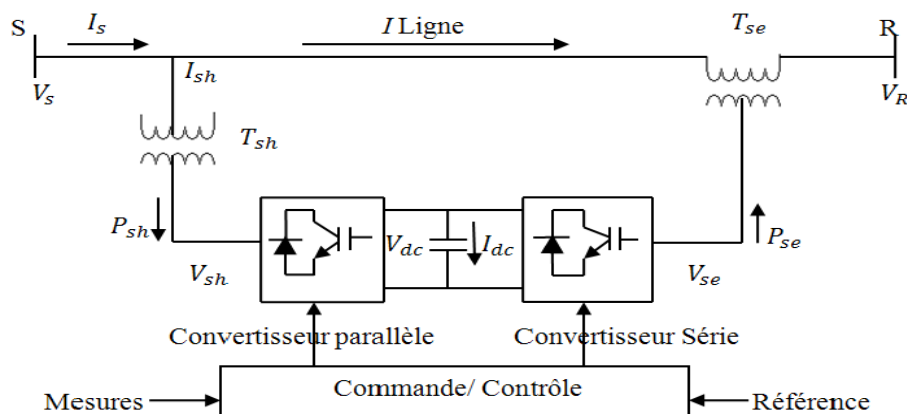 S
I_s
I Ligne
T_se
R
V_s
I_sh
V_R
T_sh
P_sh
V_dc
I_dc
P_se
V_sh
V_se
Convertisseur parallèle
Convertisseur Série
Commande/ Contrôle
Mesures
Référence